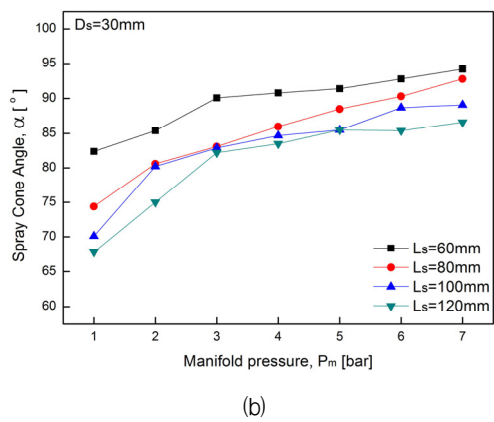 Ds=30mm
100
95
90
85
80
75
70
65
60
Spray Cone Angle, α [ ° ]
Ls=60mm
Ls=80mm
Ls=100mm
Ls=120mm
1 2 3 4 5 6 7
Manifold pressure, Pm [bar]
(b)